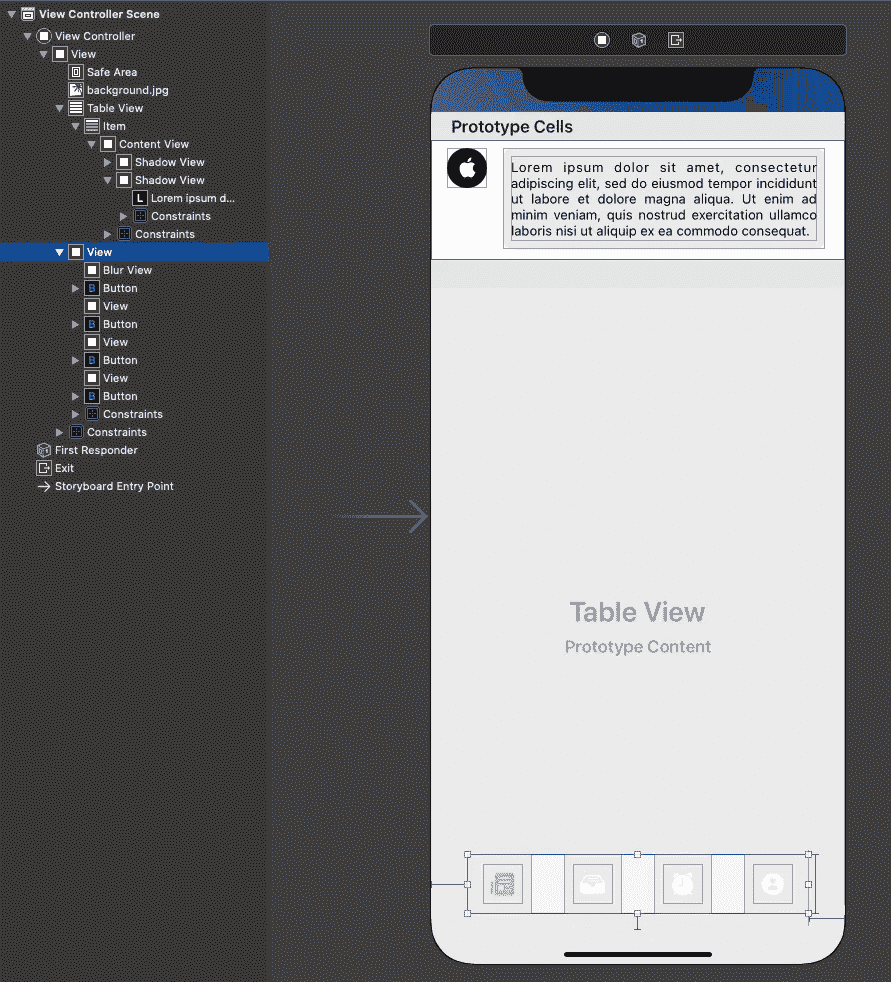 View Controller Scene
View Controller
View
Safe Area
background.jpg
Table View
Item
Content View
Shadow View
Shadow View
L Lorem ipsum d...
Constraints
Constraints
View
Blur View
B Button
View
B Button
View
B Button
View
B Button
Constraints
Constraints
First Responder
Exit
Storyboard Entry Point
Prototype Cells
Lorem ipsum dolor sit amet, consectetur
adipiscing elit, sed do eiusmod tempor incididunt
ut labore et dolore magna aliqua. Ut enim ad
minim veniam, quis nostrud exercitation ullamco
laboris nisi ut aliquip ex ea commodo consequat.
Table View
Prototype Content